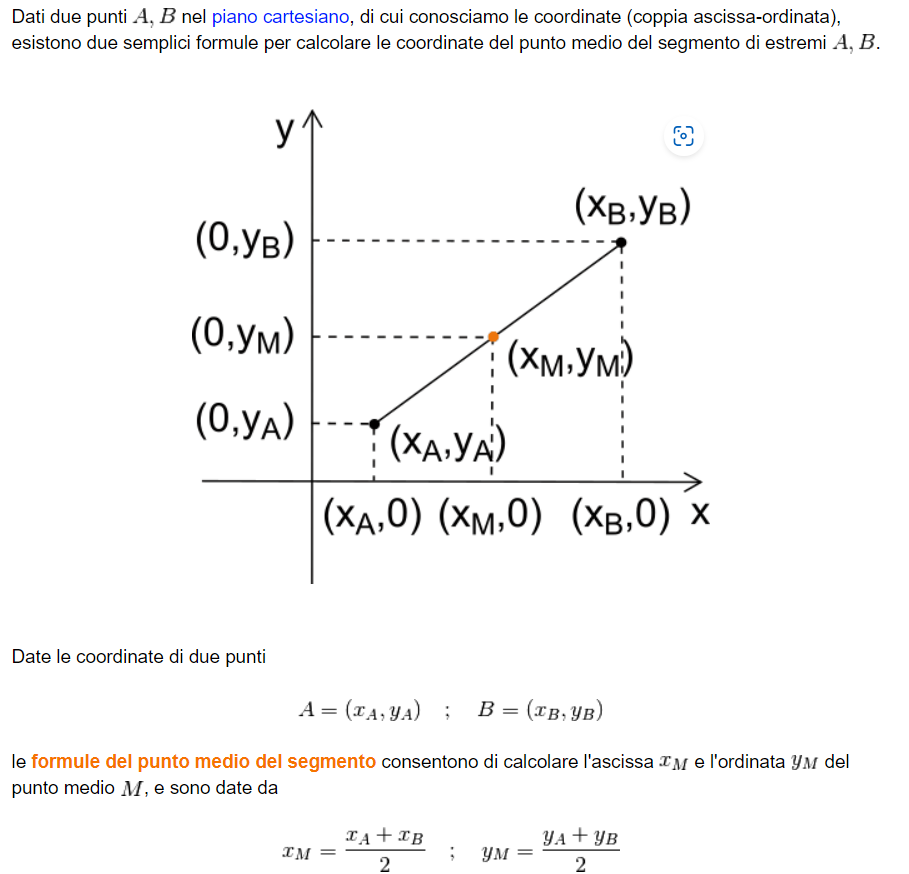 Dati due punti A, B nel piano cartesiano, di cui conosciamo le coordinate (coppia ascissa-ordinata),
esistono due semplici formule per calcolare le coordinate del punto medio del segmento di estremi A, B.
y
(x_B,y_B)
(0,y_B)
(0,y_M)
(x_M,y_M)
(0,y_A)
(x_A,y_A)
(x_A,0) (x_M,0) (x_B,0) x
Date le coordinate di due punti
A = (x_A, y_A) ; B = (x_B, y_B)
le formule del punto medio del segmento consentono di calcolare l'ascissa x_M e l'ordinata y_M del
punto medio M, e sono date da
x_M = (x_A + x_B)/2 ; y_M = (y_A + y_B)/2